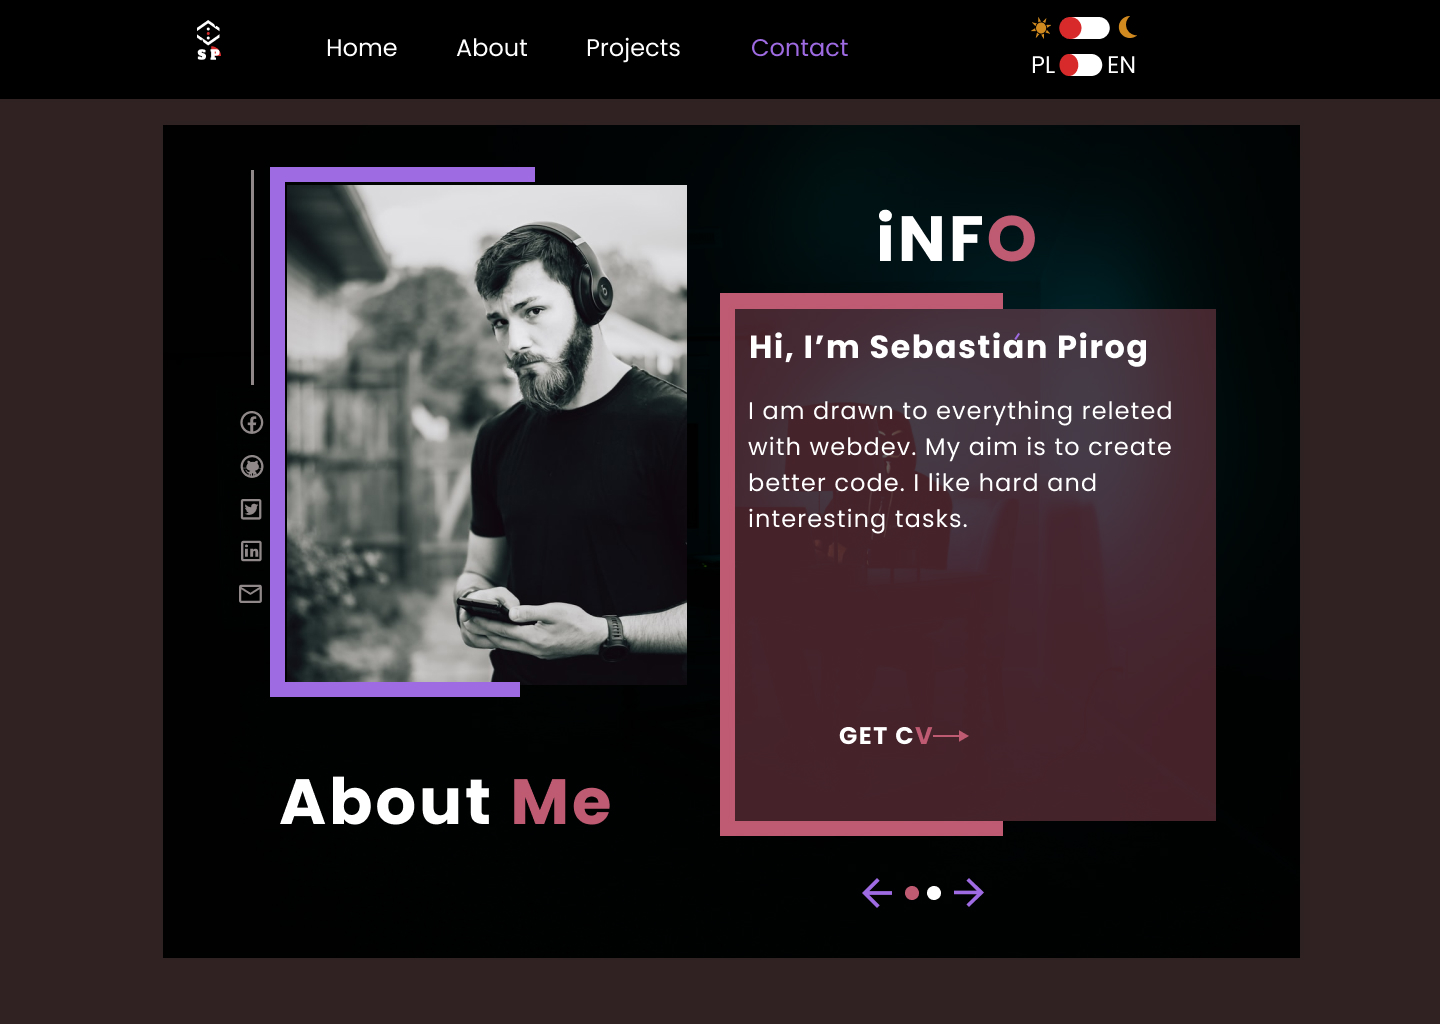 SP
Home About Projects Contact
PL EN
iNFO
Hi, I’m Sebastian Pirog
I am drawn to everything releted
with webdev. My aim is to create
better code. I like hard and
interesting tasks.
GET CV
About Me